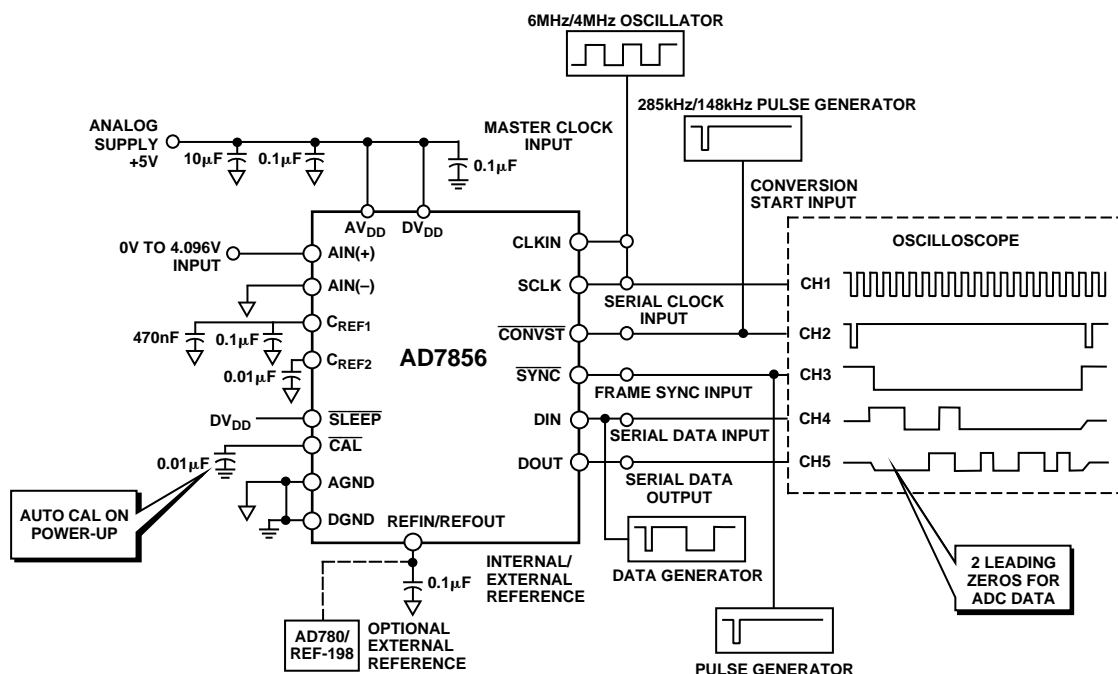 6MHz/4MHz OSCILLATOR
285kHz/148kHz PULSE GENERATOR
ANALOG
SUPPLY
+5V
10µF
0.1µF
0.1µF
MASTER CLOCK
INPUT
CONVERSION
START INPUT
AVDD
DVDD
0V TO 4.096V
INPUT
AIN(+)
AIN(–)
CREF1
470nF
0.1µF
CREF2
0.01µF
DVDD
SLEEP
CAL
0.01µF
AGND
DGND
AUTO CAL ON
POWER-UP
REFIN/REFOUT
AD7856
CLKIN
SCLK
SERIAL CLOCK
INPUT
CONVST
SYNC
FRAME SYNC INPUT
DIN
SERIAL DATA INPUT
DOUT
SERIAL DATA
OUTPUT
OSCILLOSCOPE
CH1
CH2
CH3
CH4
CH5
2 LEADING
ZEROS FOR
ADC DATA
DATA GENERATOR
INTERNAL/
EXTERNAL
REFERENCE
0.1µF
AD780/
REF-198
OPTIONAL
EXTERNAL
REFERENCE
PULSE GENERATOR